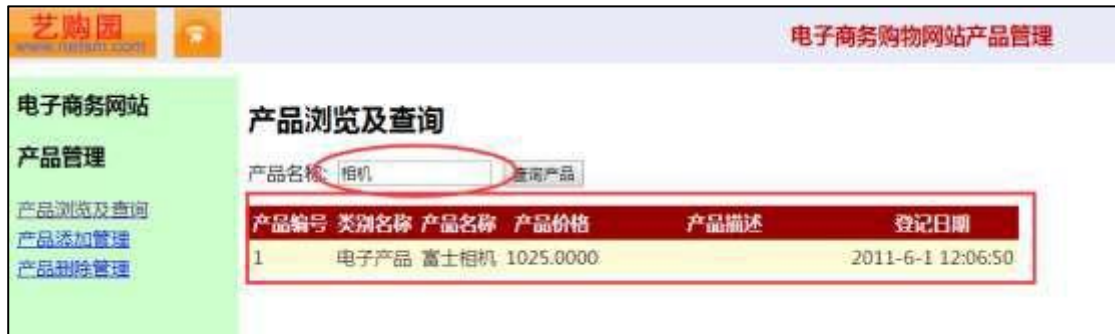 艺购园
电子商务购物网站产品管理
电子商务网站
产品管理
产品浏览及查询
产品添加管理
产品删除管理
产品浏览及查询
产品名称: 相机 查询产品
产品编号 类别名称 产品名称 产品价格 产品描述 登记日期
1 电子产品 富士相机 1025.0000 2011-6-1 12:06:50